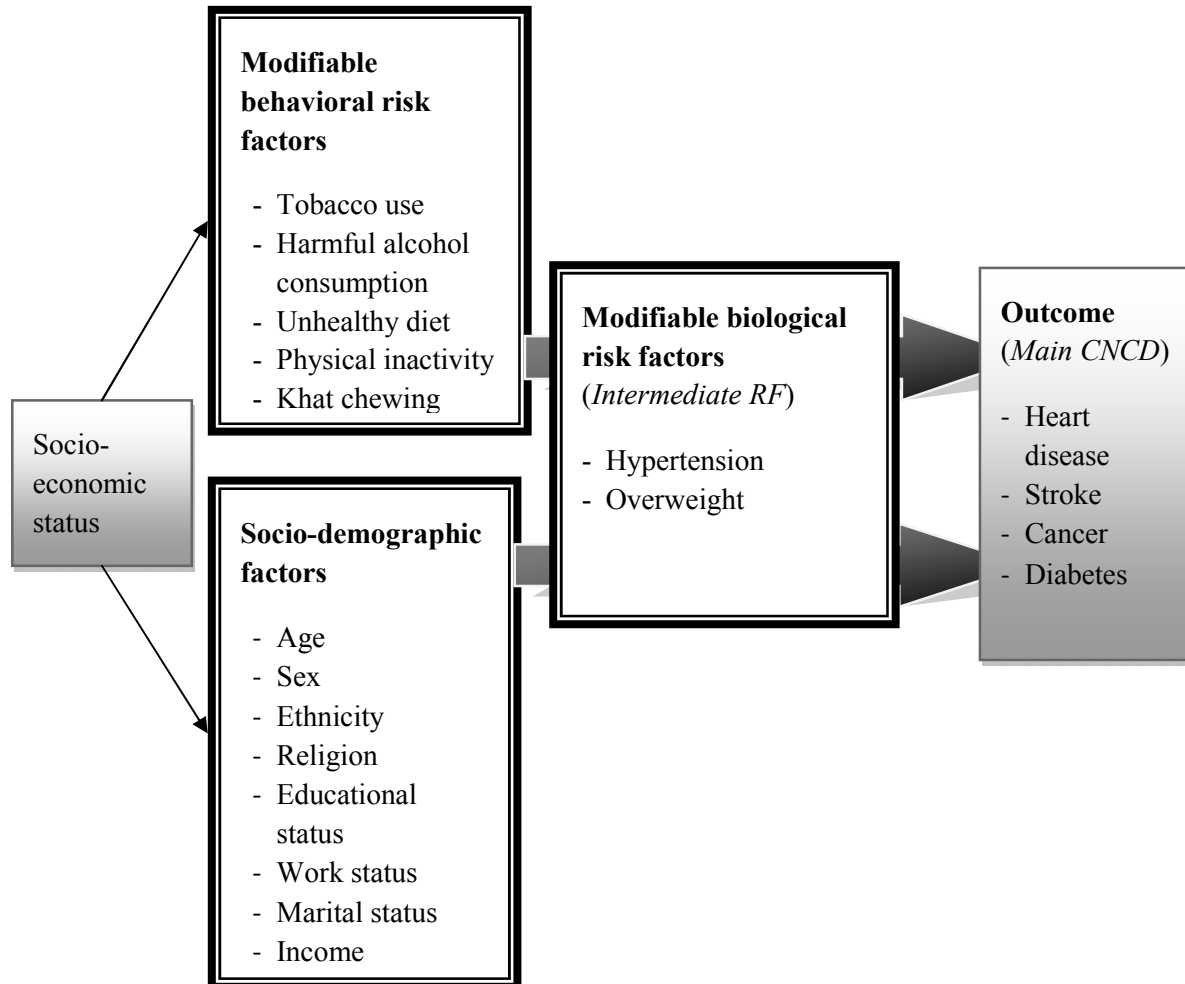 Modifiable
behavioral risk
factors
- Tobacco use
- Harmful alcohol
consumption
- Unhealthy diet
- Physical inactivity
- Khat chewing
Socio-
economic
status
Socio-demographic
factors
- Age
- Sex
- Ethnicity
- Religion
- Educational
status
- Work status
- Marital status
- Income
Modifiable biological
risk factors
(Intermediate RF)
- Hypertension
- Overweight
Outcome
(Main CNCD)
- Heart
disease
- Stroke
- Cancer
- Diabetes